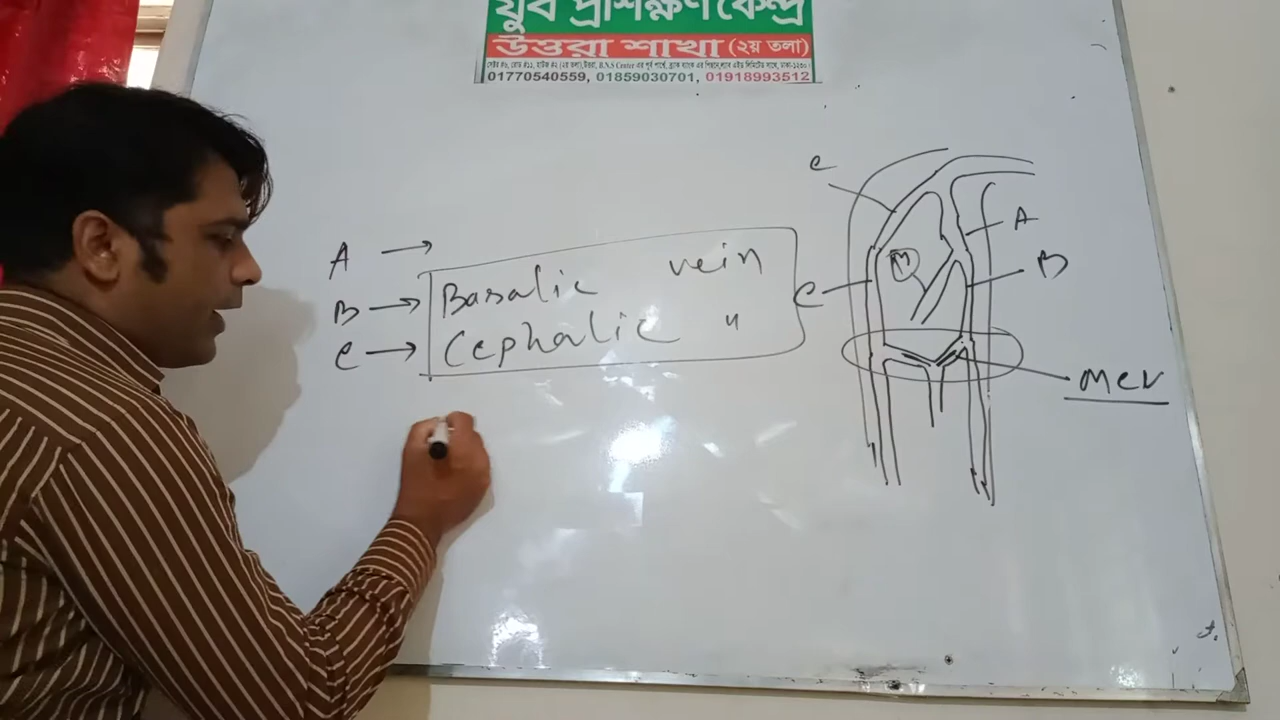 যুব প্রশিক্ষণ কেন্দ্র
উত্তরা শাখা (২য় তলা)
01770540559, 01859030701, 01918993512
A →
B → Basalic vein
C → Cephalic "
C
A
M
B
C
MCV